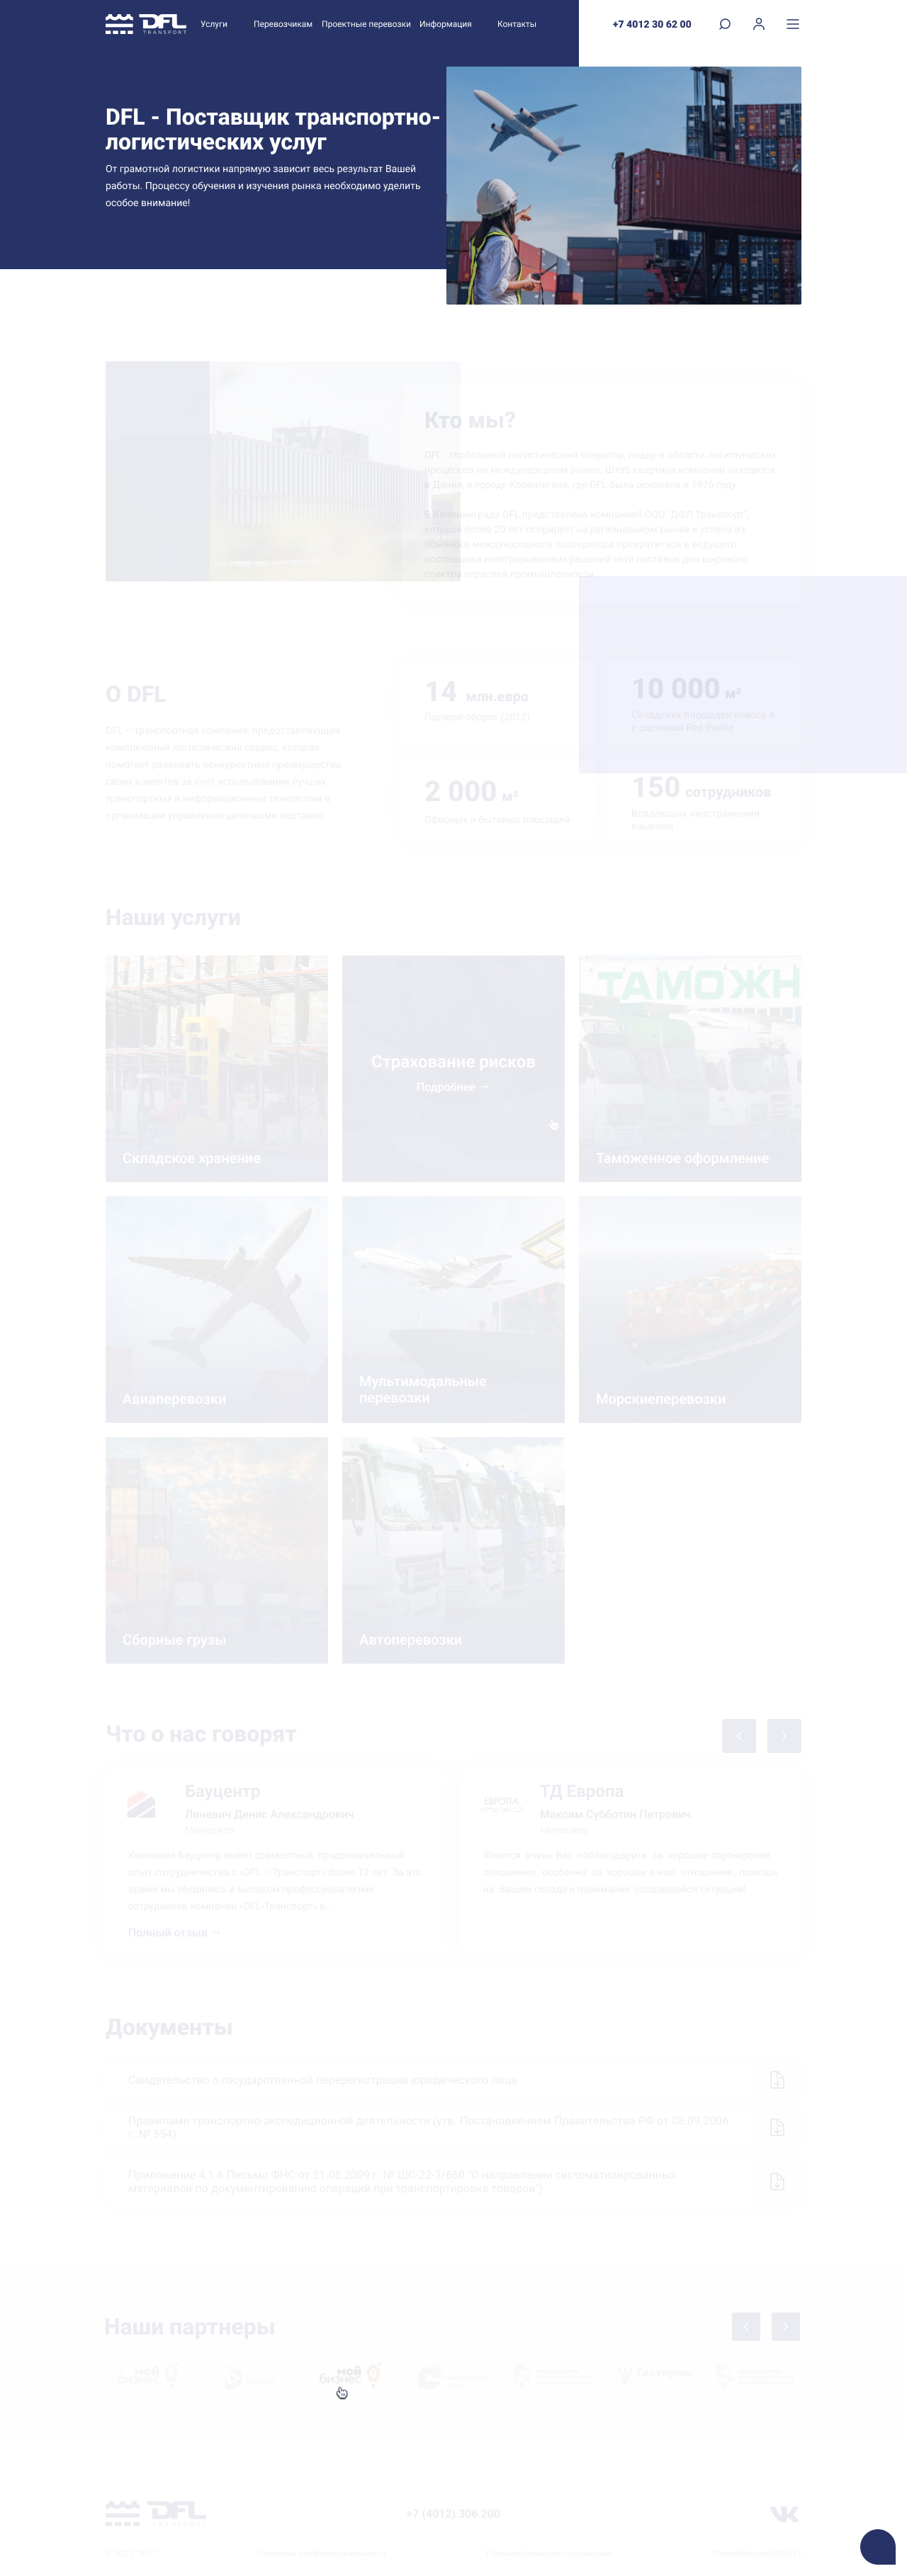 DFL
TRANSPORT
Услуги
Перевозчикам
Проектные перевозки
Информация
Контакты
+7 4012 30 62 00
DFL - Поставщик транспортно-
логистических услуг
От грамотной логистики напрямую зависит весь результат Вашей
работы. Процессу обучения и изучения рынка необходимо уделить
особое внимание!
Кто мы?
DFL - глобальный логистический оператор, лидер в области логистических
процессов на международном рынке. Штаб-квартира компании находится
в Дании, в городе Копенгагене, где DFL была основана в 1976 году.
В Калининграде DFL представлена компанией ООО "ДФЛ Транспорт",
которая более 20 лет оперирует на региональном рынке и успела из
обычного международного экспедитора превратиться в ведущего
поставщика интегрированных решений сети поставок для широкого
спектра отраслей промышленности.
О DFL
DFL – транспортная компания, предоставляющая
комплексный логистический сервис, которая
помогает развивать конкурентные преимущества
своих клиентов за счет использования лучших
транспортных и информационных технологий в
организации управления цепочками поставок.
14 млн.евро
Годовой оборот (2012)
10 000 м²
Складских площадей класса А
с системой Red Prairie
2 000 м²
Офисных и бытовых площадей
150 сотрудников
Владеющих иностранными
языками
Наши услуги
ТАМОЖН
Складское хранение
Страхование рисков
Подробнее →
Таможенное оформление
Авиаперевозки
Мультимодальные
перевозки
Морскиеперевозки
Сборные грузы
Автоперевозки
Что о нас говорят
Бауцентр
Линевич Денис Александрович
Менеджер
Компания Бауцентр имеет совместный, продолжительный
опыт сотрудничества с «DFL – Транспорт» более 12 лет. За это
время мы убедились в высоком профессионализме
сотрудников компании «DFL-Транспорт» в...
Полный отзыв →
ЕВРОПА
ТД Европа
Максим Субботин Петрович
Менеджер
Хочется очень Вас поблагодарить за хорошие партнерские
отношения , особенно за хорошее к нам отношение , помощь
на Вашем складе и понимание создавшейся ситуации!
Документы
Свидетельство о государственной перерегистрации юридического лица
Правилами транспортно-экспедиционной деятельности (утв. Постановлением Правительства РФ от 08.09.2006
г. № 554)
Приложение 4.1.6 Письмо ФНС от 21.08.2009 г. № ШС-22-3/660 "О направлении систематизированных
материалов по документированию операций при транспортировке товаров")
Наши партнеры
мой
бизнес
мой
бизнес
Тестпром
DFL
+7 (4012) 306 200
© 2022 "DFL"
Политика конфиденциальности